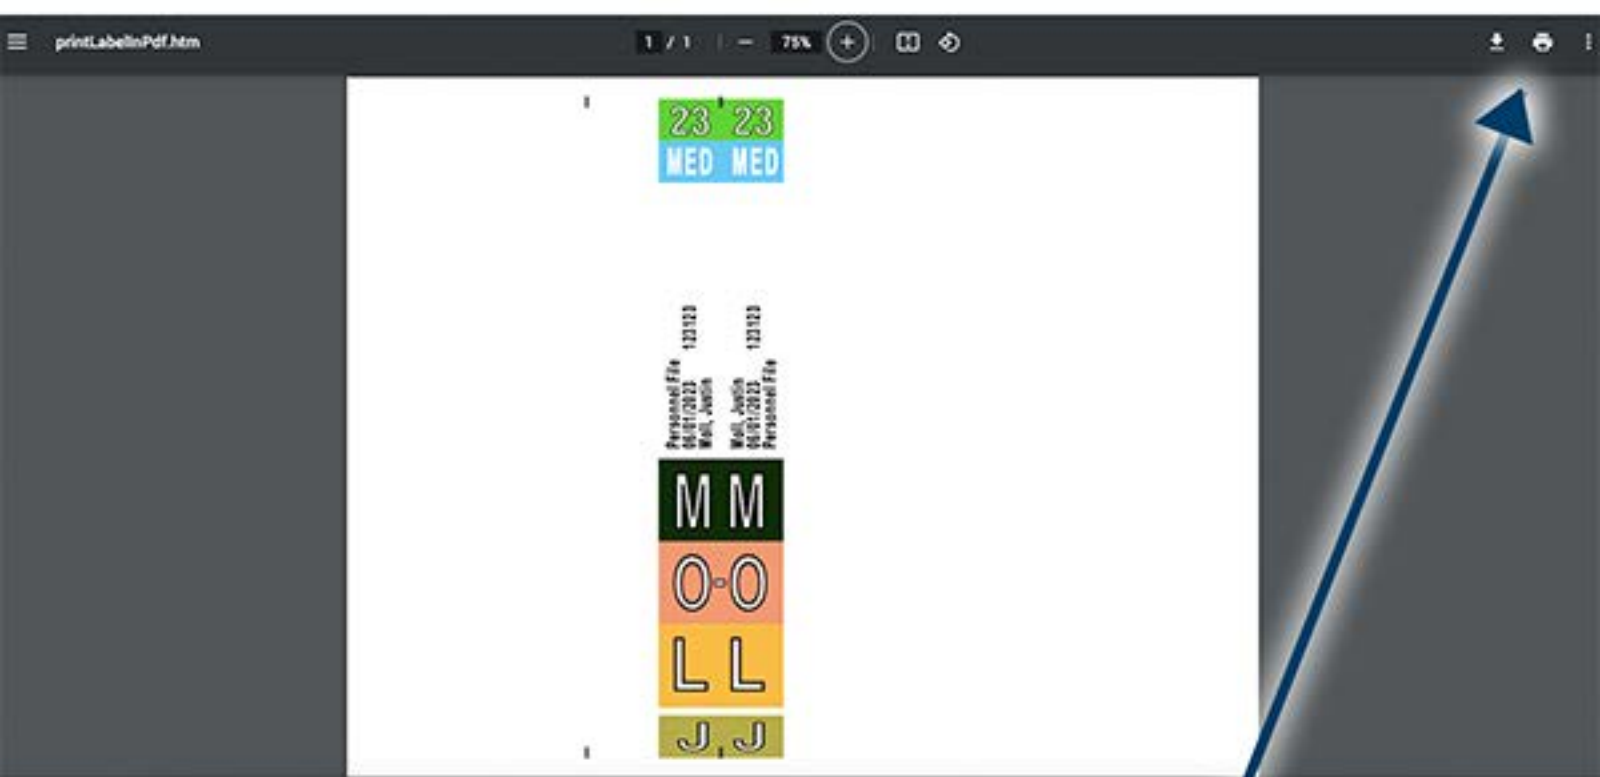 printLabelInPdf.htm
1 / 1
75%
23 23
MED MED
Personnel File
06/01/2023 123123
Moll, Justin
Moll, Justin
06/01/2023 123123
Personnel File
M M
O-O
L L
J J